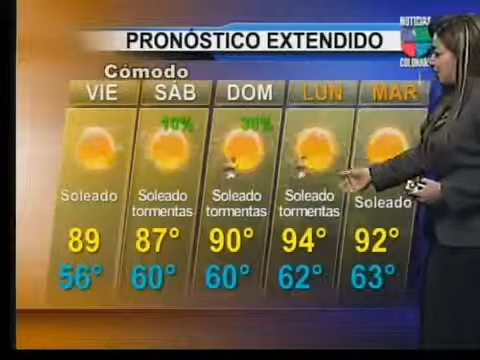 NOTICIAS
PRONÓSTICO EXTENDIDO
Cómodo
VIE SÁB DOM LUN MAR
10% 30%
Soleado Soleado tormentas Soleado tormentas Soleado tormentas Soleado
89 87° 90° 94° 92°
56° 60° 60° 62° 63°